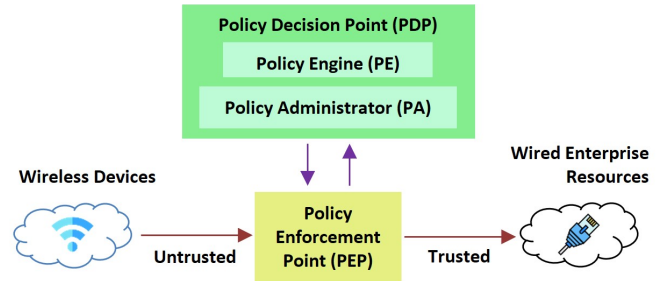 Policy Decision Point (PDP)
Policy Engine (PE)
Policy Administrator (PA)
Wireless Devices
Wired Enterprise
Resources
Policy
Enforcement
Point (PEP)
Untrusted
Trusted